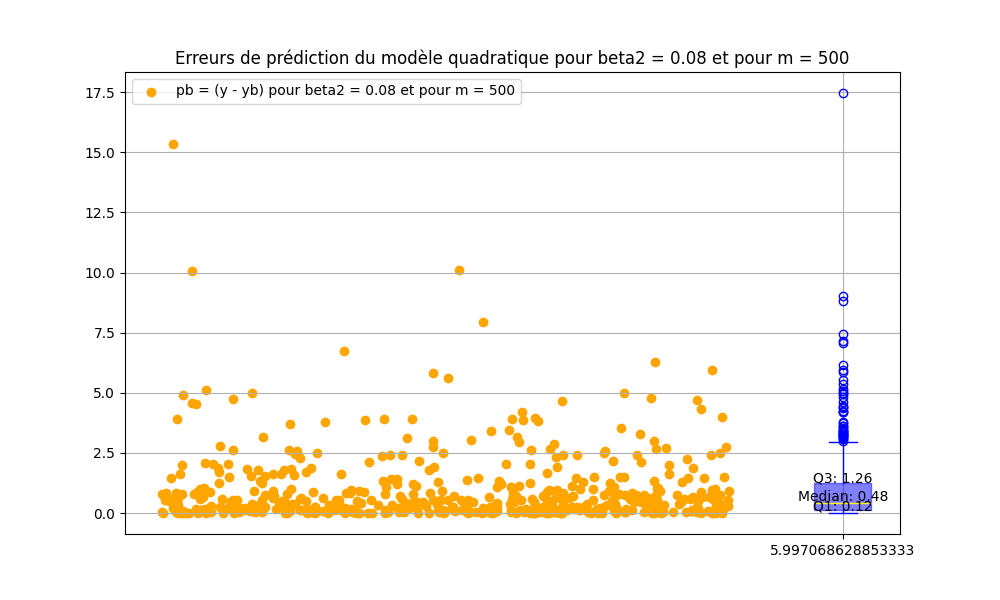 Erreurs de prédiction du modèle quadratique pour beta2 = 0.08 et pour m = 500
pb = (y - yb) pour beta2 = 0.08 et pour m = 500
17.5
15.0
12.5
10.0
7.5
5.0
2.5
0.0
Q3: 1.26
Median: 0.48
Q1: 0.12
5.997068628853333